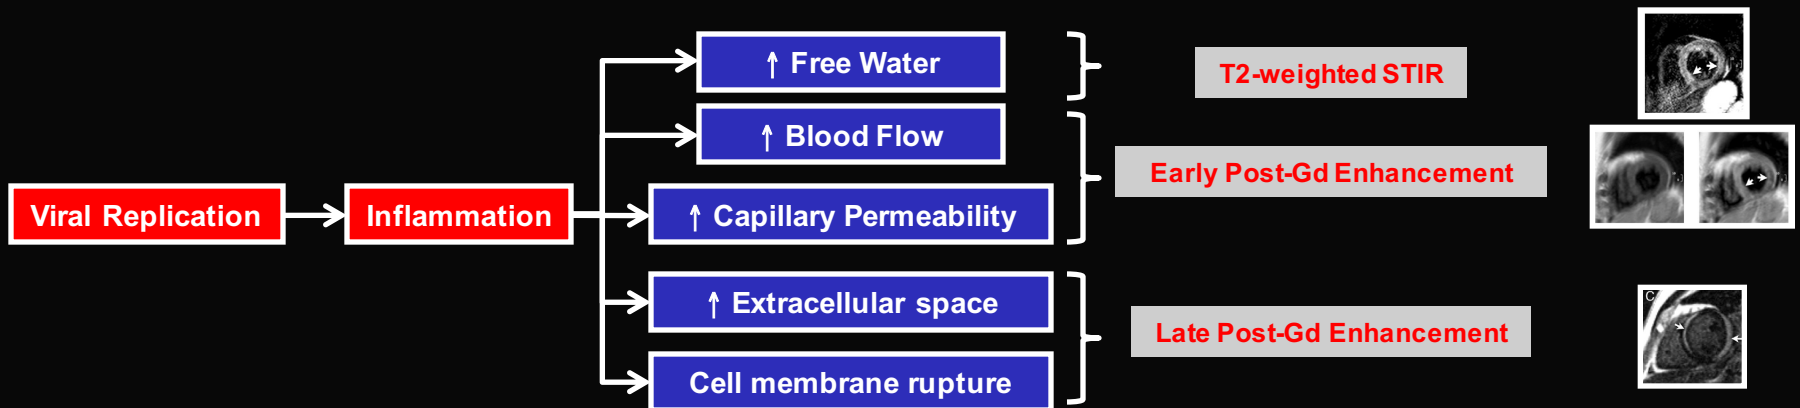 ↑ Free Water
T2-weighted STIR
↑ Blood Flow
Early Post-Gd Enhancement
Viral Replication
Inflammation
↑ Capillary Permeability
↑ Extracellular space
Late Post-Gd Enhancement
Cell membrane rupture
C